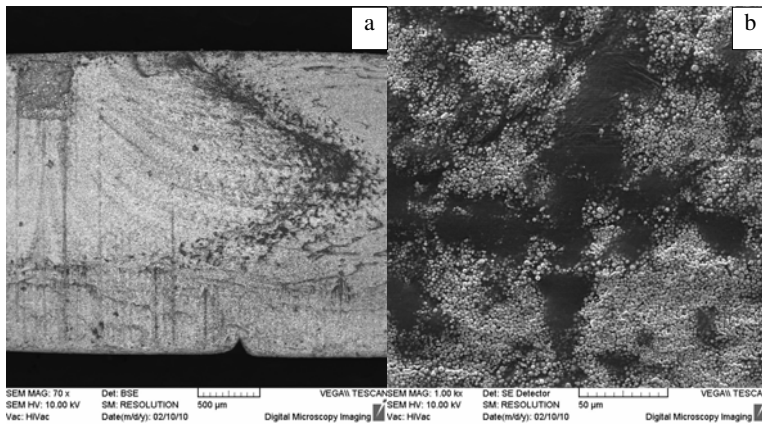 a
SEM MAG: 70 x Det: BSE VEGA\\ TESCAN
SEM HV: 10.00 kV SM: RESOLUTION 500 µm
Vac: HiVac Date(m/d/y): 02/10/10 Digital Microscopy Imaging
b
SEM MAG: 1.00 kx Det: SE Detector VEGA\\ TESCA
SEM HV: 10.00 kV SM: RESOLUTION 50 µm
Vac: HiVac Date(m/d/y): 02/10/10 Digital Microscopy Imaging